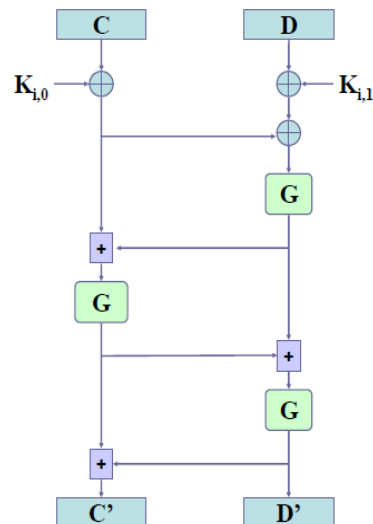 C D
K_{i,0} K_{i,1}
G
+
G
+
G
+
C' D'